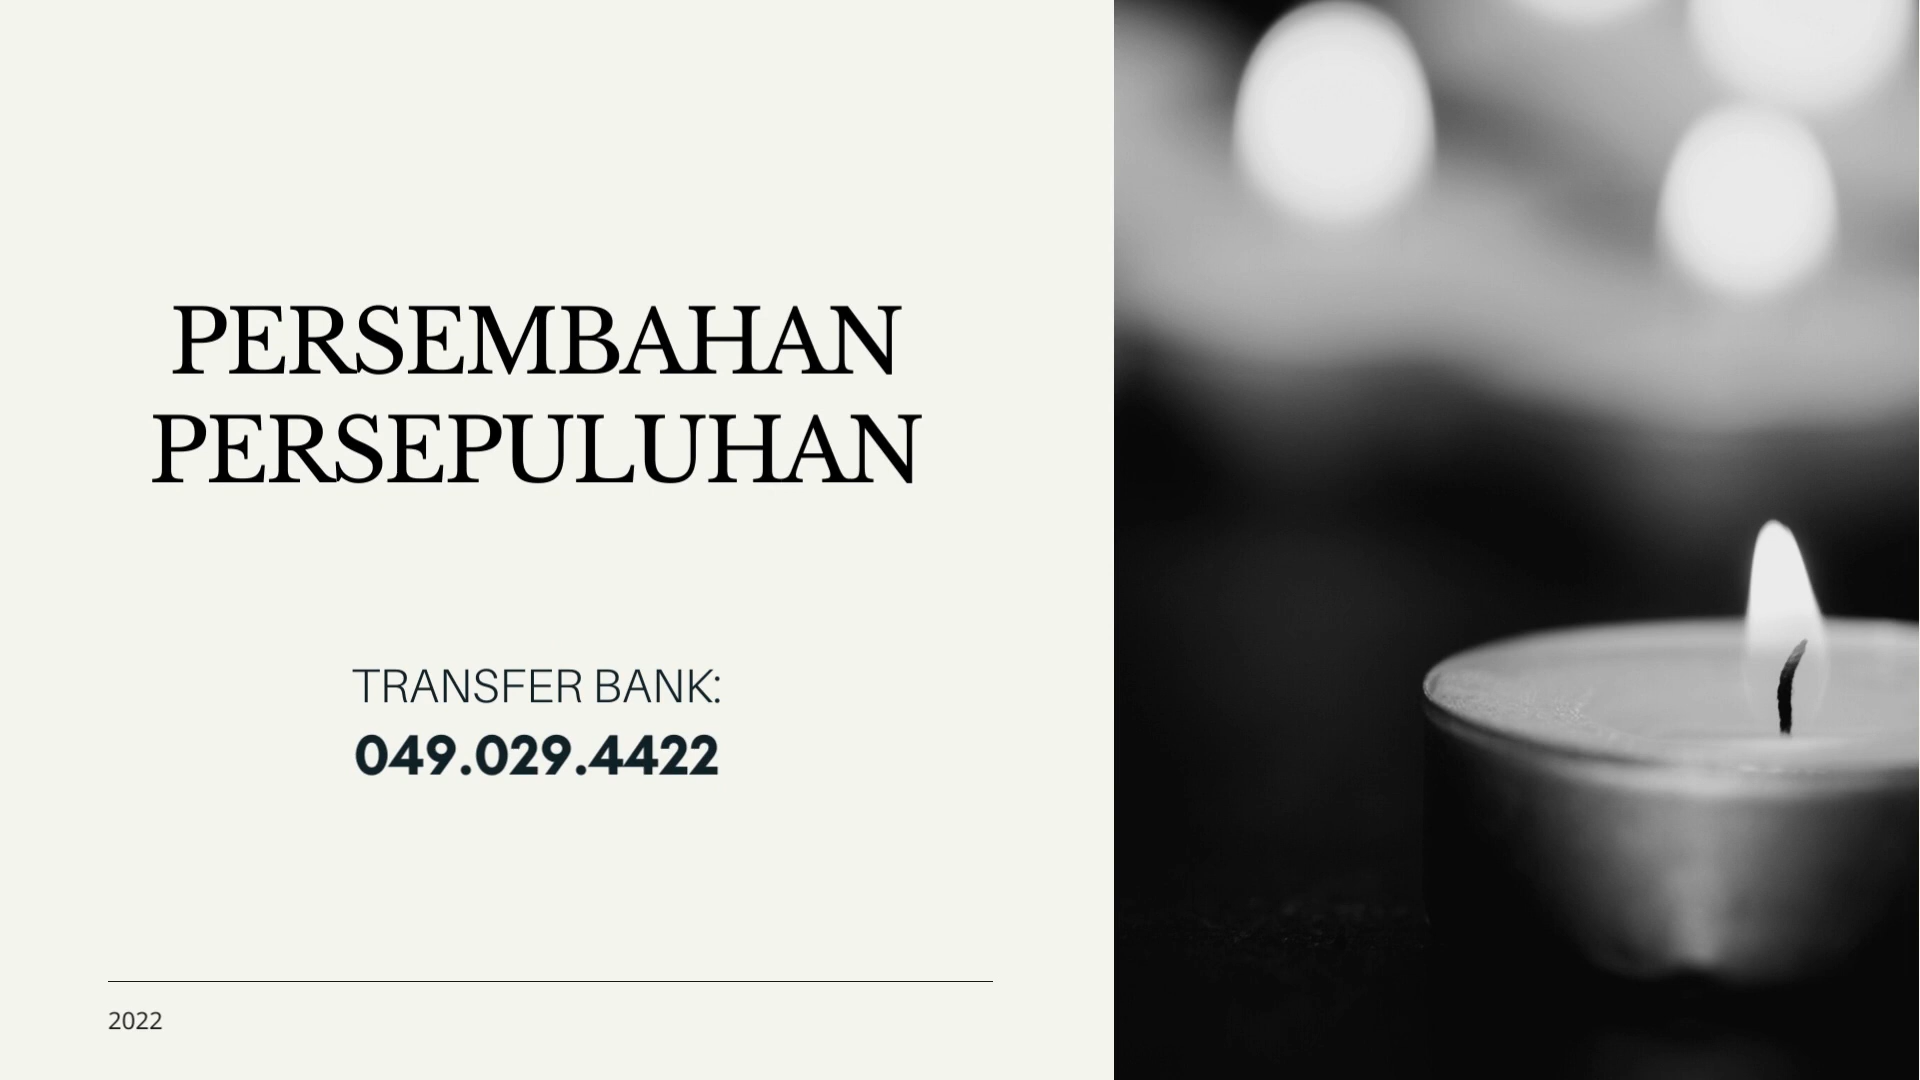 PERSEMBAHAN
PERSEPULUHAN
TRANSFER BANK:
049.029.4422
2022